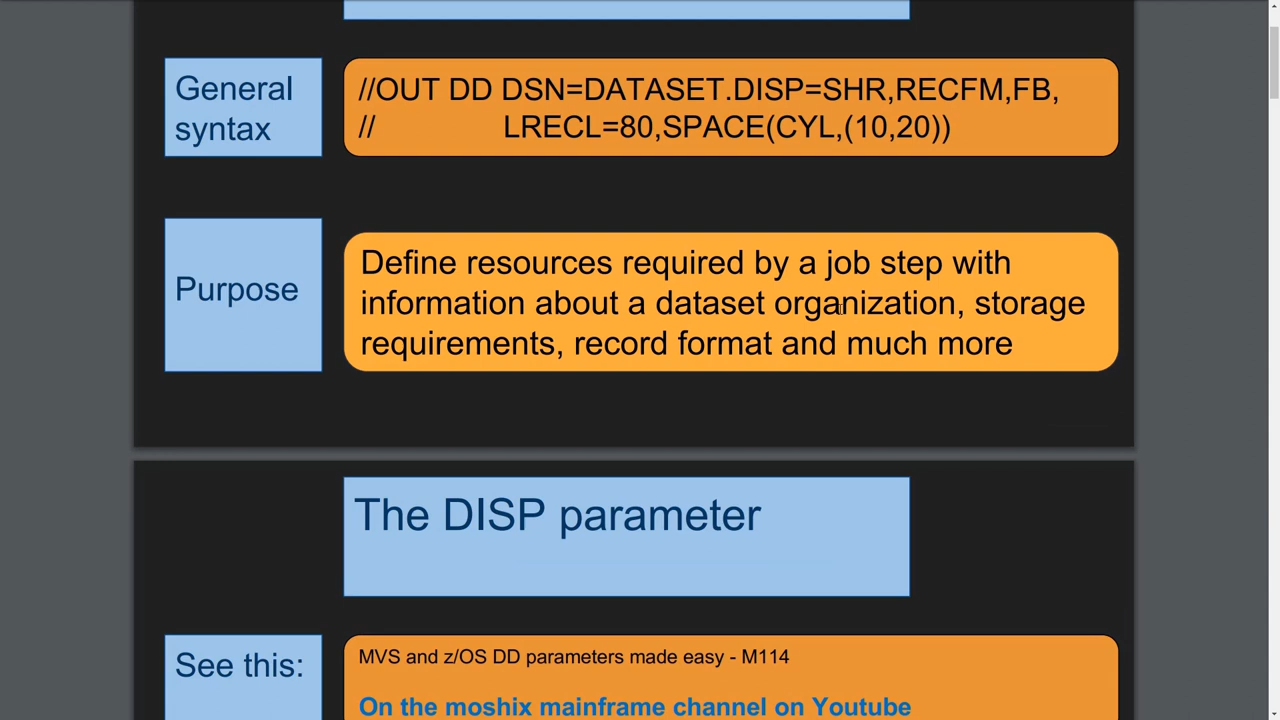 General
syntax
//OUT DD DSN=DATASET.DISP=SHR,RECFM,FB,
// LRECL=80,SPACE(CYL,(10,20))
Purpose
Define resources required by a job step with
information about a dataset organization, storage
requirements, record format and much more
The DISP parameter
See this:
MVS and z/OS DD parameters made easy - M114
On the moshix mainframe channel on Youtube